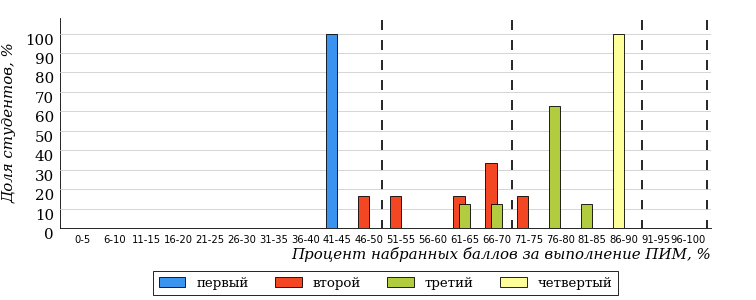 Доля студентов, %
100
90
80
70
60
50
40
30
20
10
0
0-5 6-10 11-15 16-20 21-25 26-30 31-35 36-40 41-45 46-50 51-55 56-60 61-65 66-70 71-75 76-80 81-85 86-90 91-95 96-100
Процент набранных баллов за выполнение ПИМ, %
первый второй третий четвертый